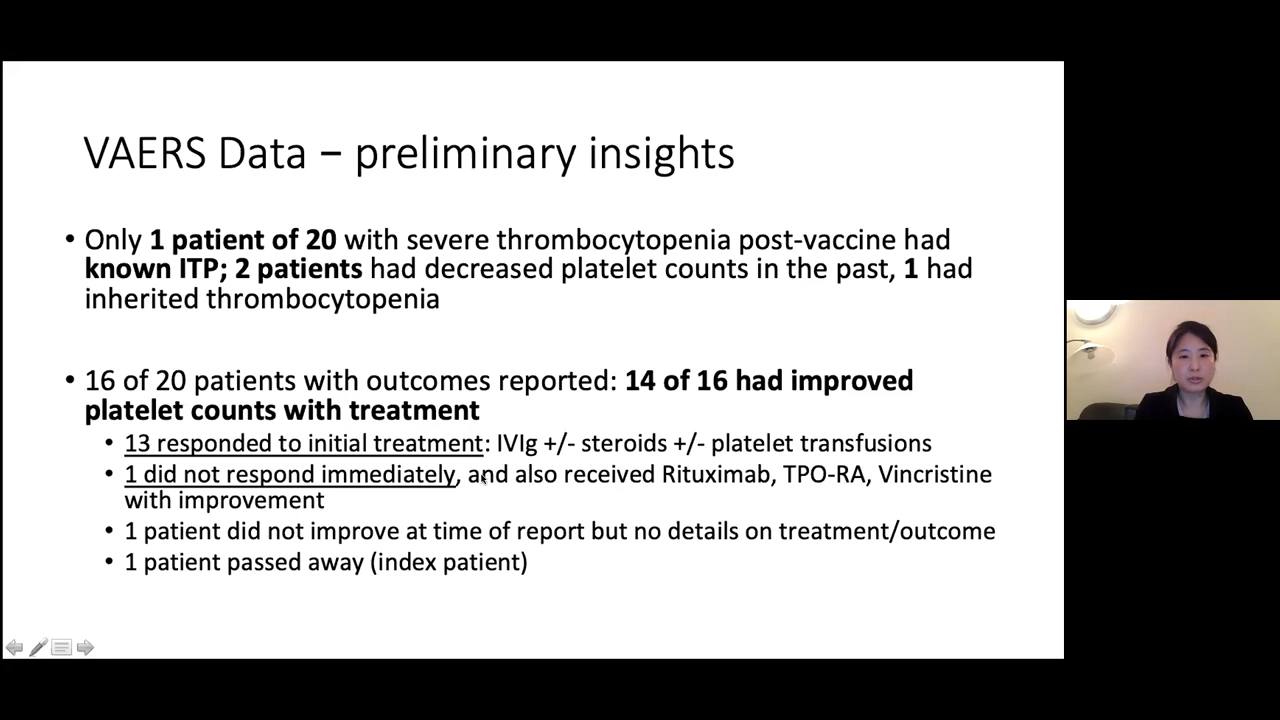 VAERS Data – preliminary insights
• Only 1 patient of 20 with severe thrombocytopenia post-vaccine had
known ITP; 2 patients had decreased platelet counts in the past, 1 had
inherited thrombocytopenia
• 16 of 20 patients with outcomes reported: 14 of 16 had improved
platelet counts with treatment
• 13 responded to initial treatment: IVIg +/- steroids +/- platelet transfusions
• 1 did not respond immediately, and also received Rituximab, TPO-RA, Vincristine
with improvement
• 1 patient did not improve at time of report but no details on treatment/outcome
• 1 patient passed away (index patient)